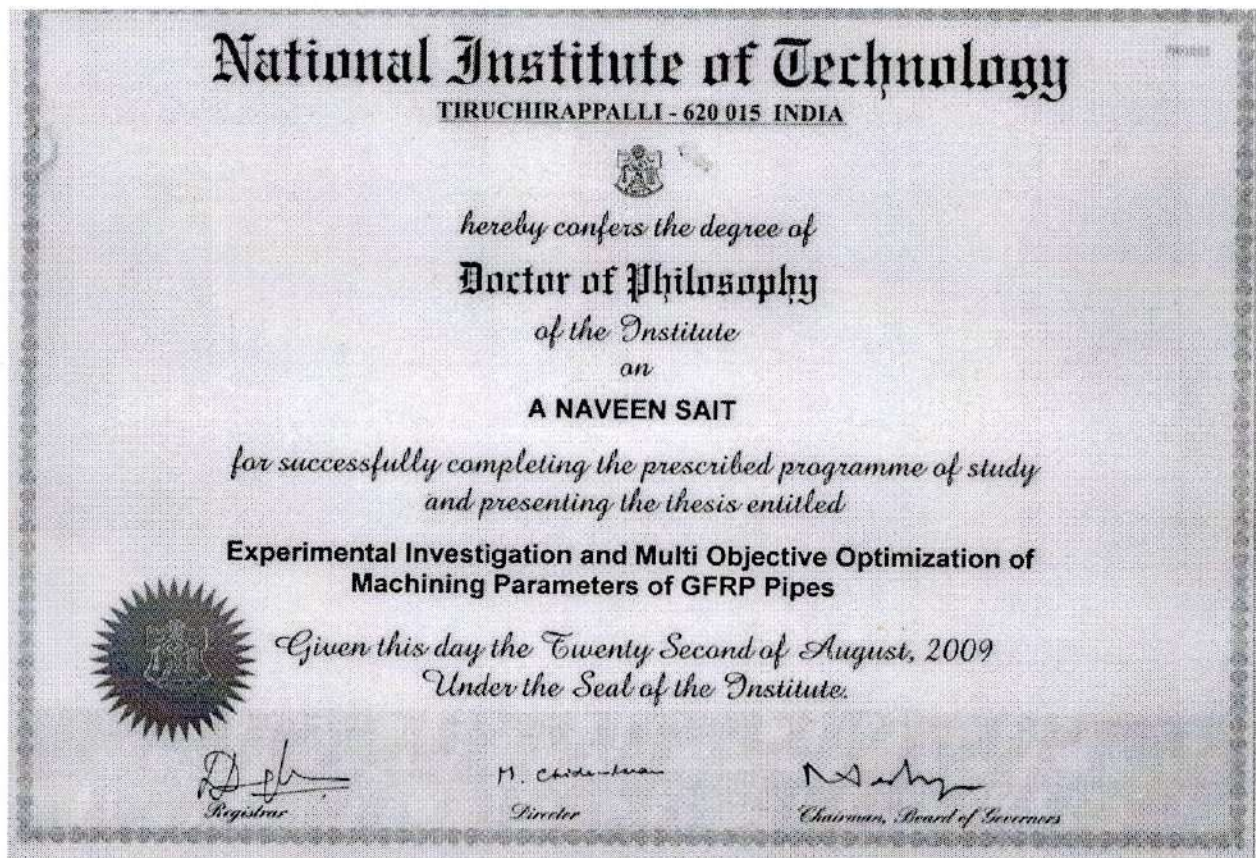 National Institute of Technology
TIRUCHIRAPPALLI - 620 015 INDIA
hereby confers the degree of
Doctor of Philosophy
of the Institute
on
A NAVEEN SAIT
for successfully completing the prescribed programme of study
and presenting the thesis entitled
Experimental Investigation and Multi Objective Optimization of
Machining Parameters of GFRP Pipes
Given this day the Twenty Second of August, 2009
Under the Seal of the Institute.
Registrar
Director
Chairman, Board of Governors